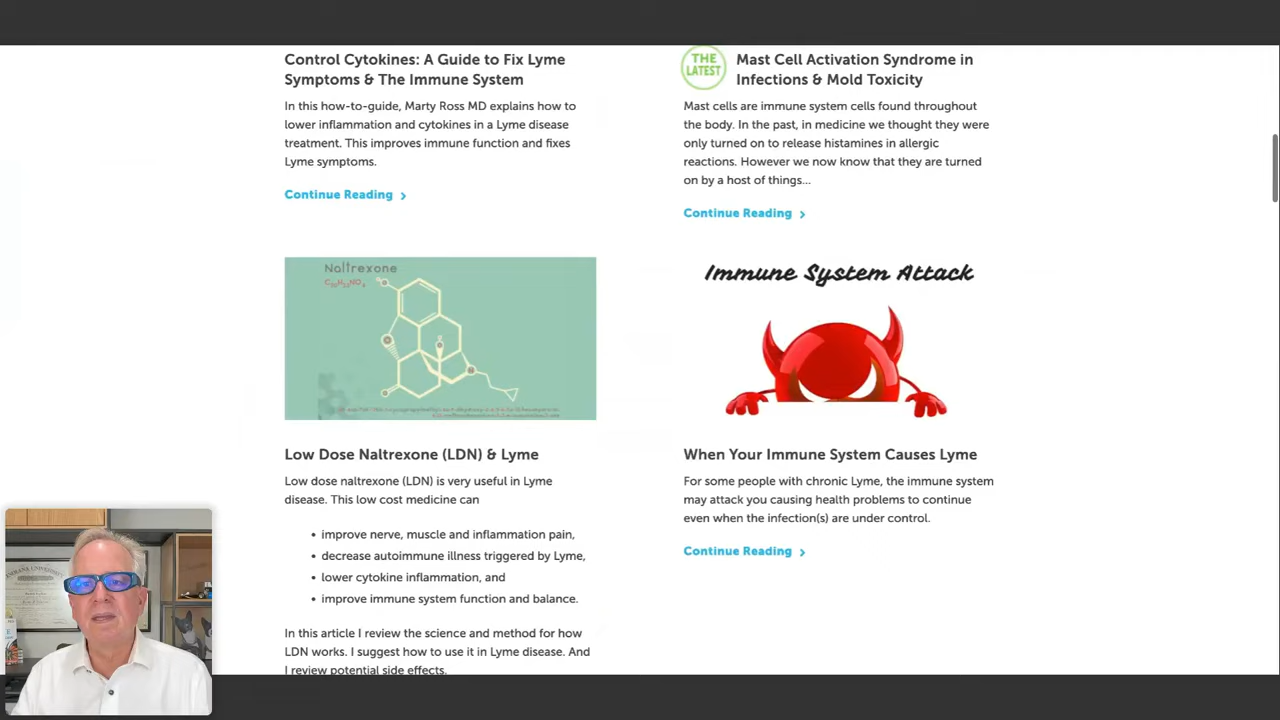 Control Cytokines: A Guide to Fix Lyme
Symptoms & The Immune System
In this how-to-guide, Marty Ross MD explains how to
lower inflammation and cytokines in a Lyme disease
treatment. This improves immune function and fixes
Lyme symptoms.
Continue Reading
THE
LATEST
Mast Cell Activation Syndrome in
Infections & Mold Toxicity
Mast cells are immune system cells found throughout
the body. In the past, in medicine we thought they were
only turned on to release histamines in allergic
reactions. However we now know that they are turned
on by a host of things...
Continue Reading
Naltrexone
Low Dose Naltrexone (LDN) & Lyme
Low dose naltrexone (LDN) is very useful in Lyme
disease. This low cost medicine can
• improve nerve, muscle and inflammation pain,
• decrease autoimmune illness triggered by Lyme,
• lower cytokine inflammation, and
• improve immune system function and balance.
In this article I review the science and method for how
LDN works. I suggest how to use it in Lyme disease. And
I review potential side effects.
Immune System Attack
When Your Immune System Causes Lyme
For some people with chronic Lyme, the immune system
may attack you causing health problems to continue
even when the infection(s) are under control.
Continue Reading